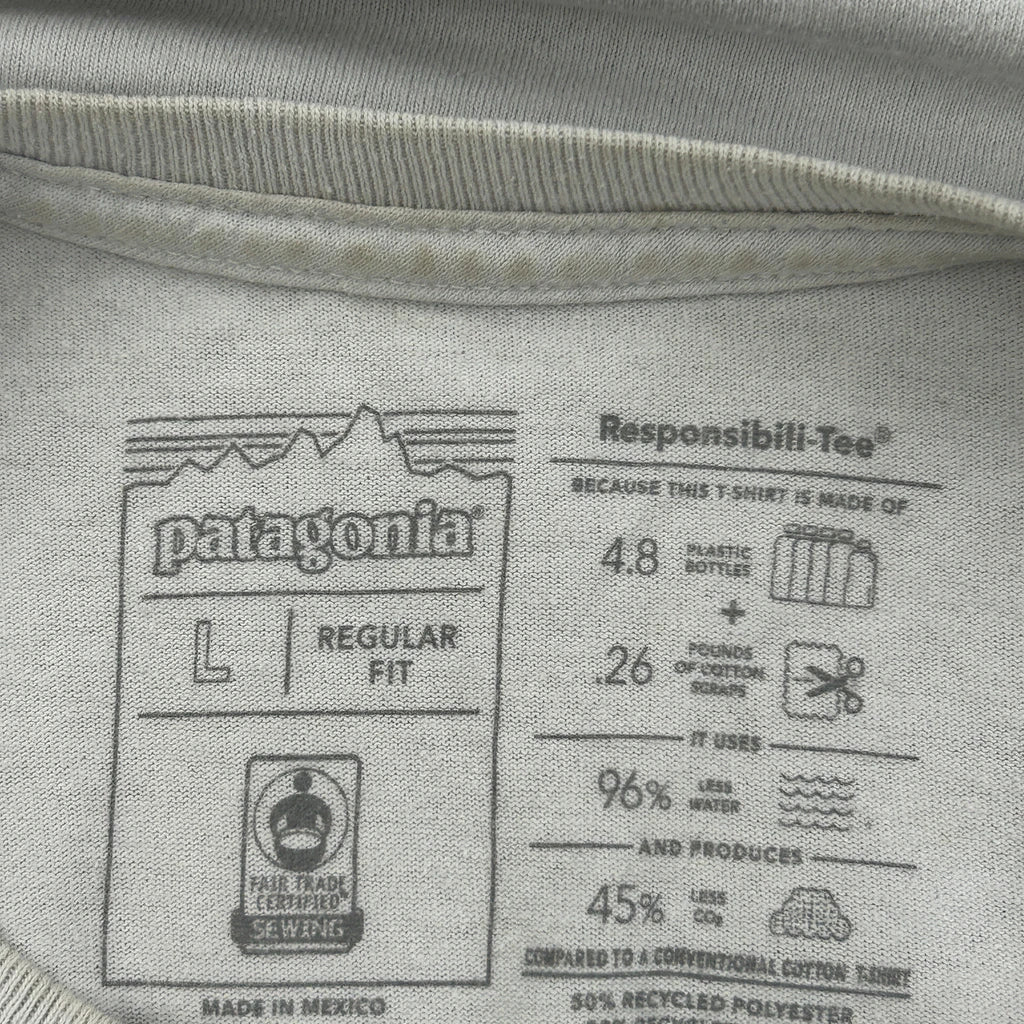 patagonia®
L
REGULAR
FIT
FAIR TRADE
CERTIFIED™
SEWING
MADE IN MEXICO
Responsibili-Tee®
BECAUSE THIS T-SHIRT IS MADE OF
4.8 PLASTIC
BOTTLES
+
.26 POUNDS
OF COTTON
SCRAPS
IT USES
96% LESS
WATER
AND PRODUCES
45% LESS
CO₂
COMPARED TO A CONVENTIONAL COTTON T-SHIRT
50% RECYCLED POLYESTER